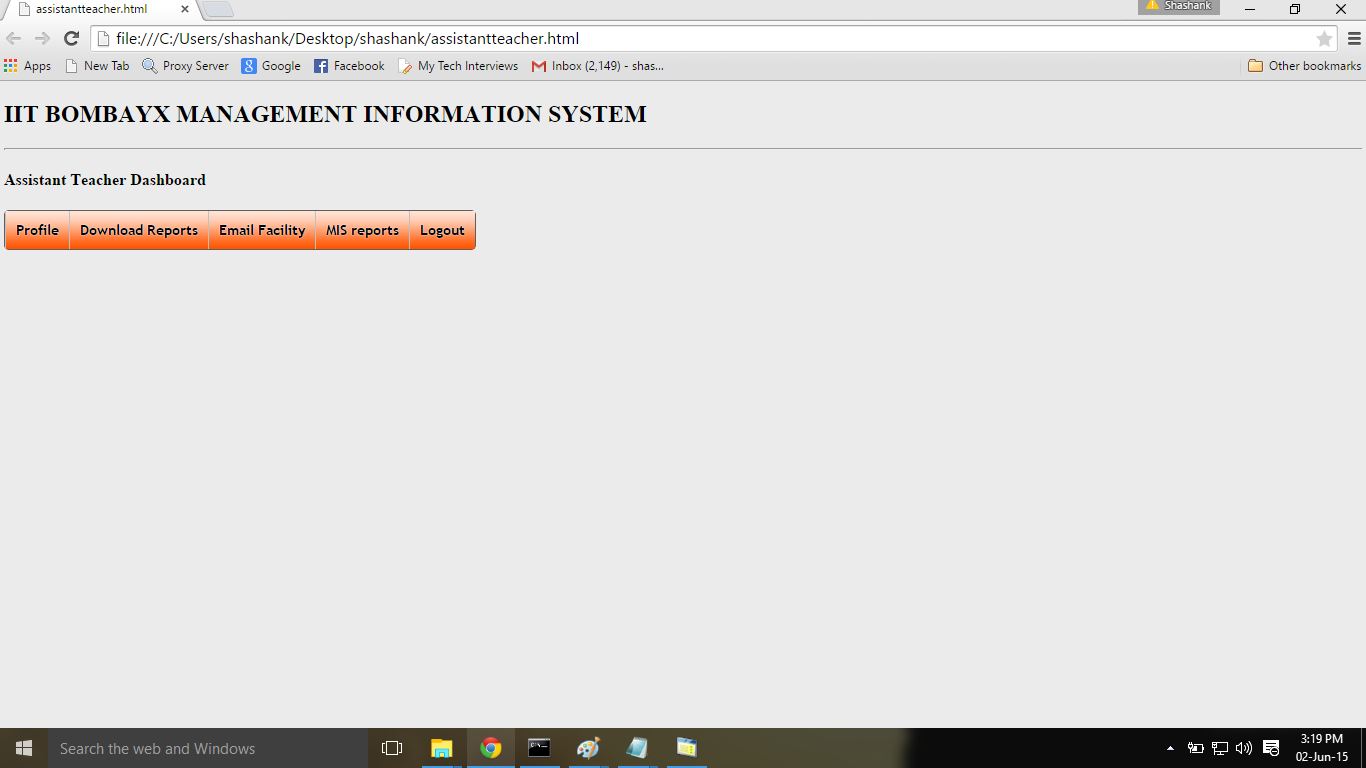 assistantteacher.html
Shashank
file:///C:/Users/shashank/Desktop/shashank/assistantteacher.html
Apps New Tab Proxy Server Google Facebook My Tech Interviews Inbox (2,149) - shas... Other bookmarks
IIT BOMBAYX MANAGEMENT INFORMATION SYSTEM
Assistant Teacher Dashboard
Profile Download Reports Email Facility MIS reports Logout
Search the web and Windows
3:19 PM
02-Jun-15